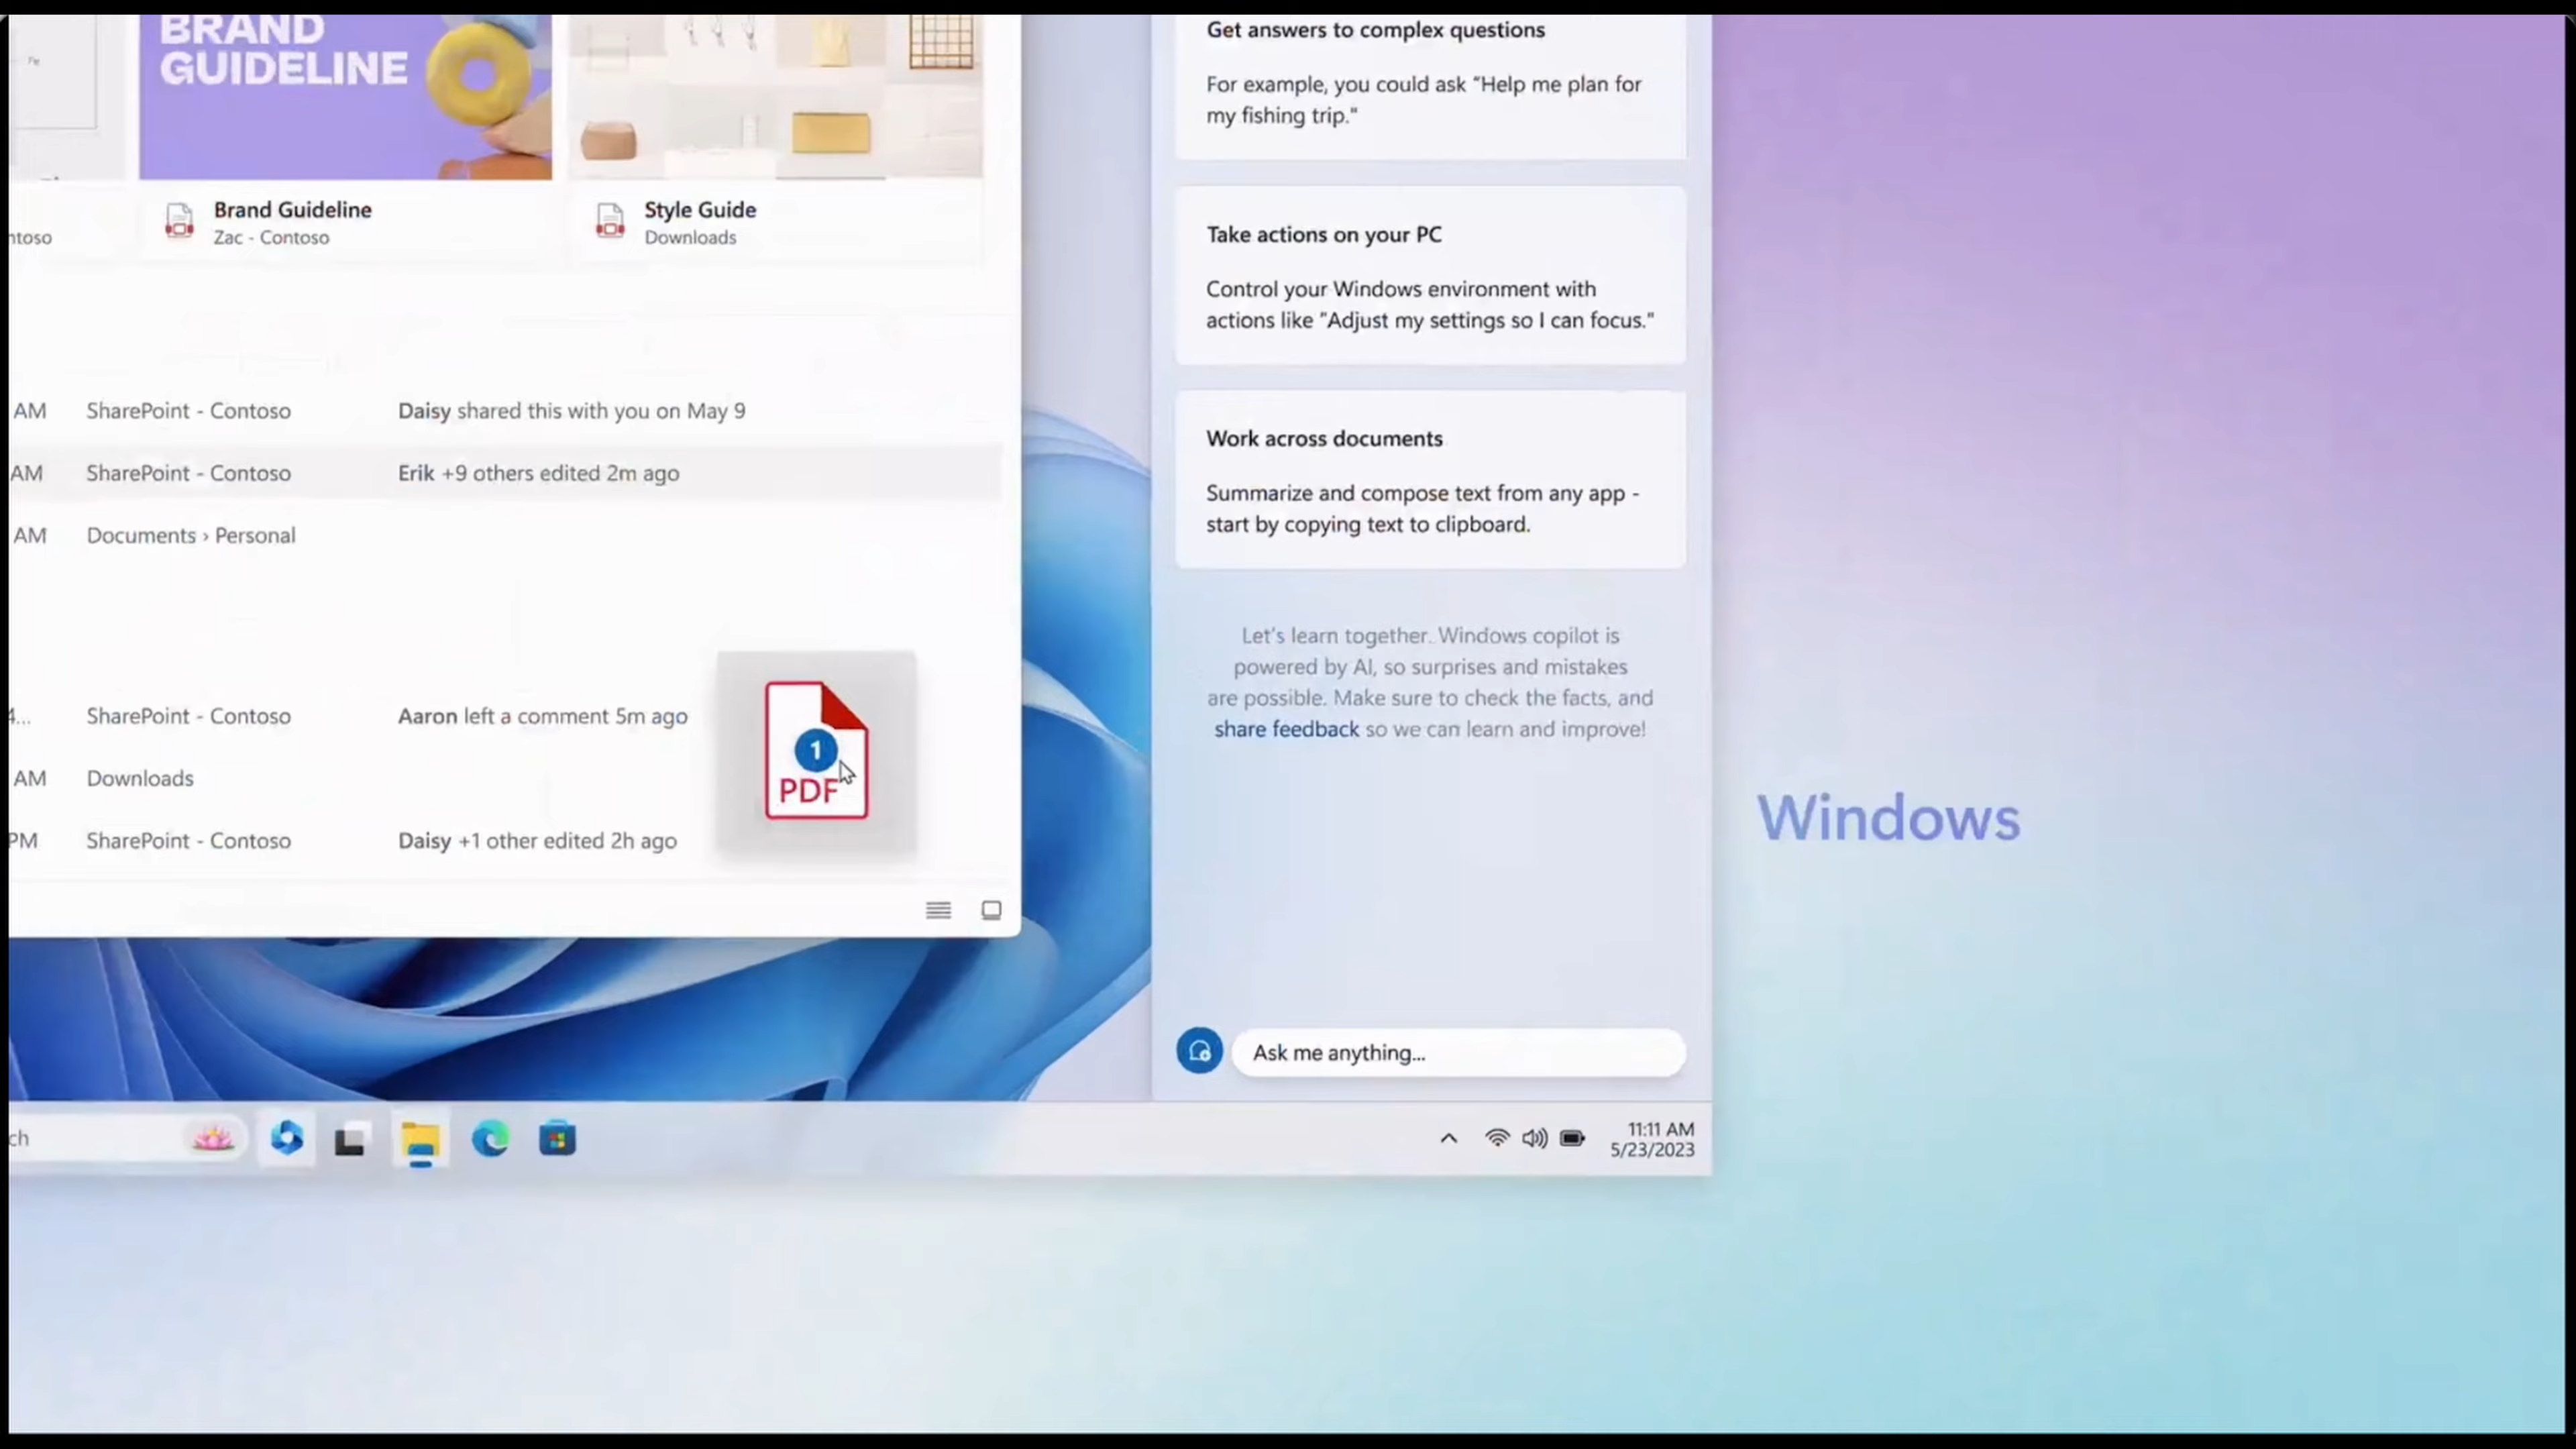 BRAND
GUIDELINE
Brand Guideline
Zac - Contoso
Style Guide
Downloads
AM SharePoint - Contoso Daisy shared this with you on May 9
AM SharePoint - Contoso Erik +9 others edited 2m ago
AM Documents › Personal
4... SharePoint - Contoso Aaron left a comment 5m ago
AM Downloads
PM SharePoint - Contoso Daisy +1 other edited 2h ago
1
PDF
Get answers to complex questions
For example, you could ask “Help me plan for
my fishing trip.”
Take actions on your PC
Control your Windows environment with
actions like “Adjust my settings so I can focus.”
Work across documents
Summarize and compose text from any app -
start by copying text to clipboard.
Let’s learn together. Windows copilot is
powered by AI, so surprises and mistakes
are possible. Make sure to check the facts, and
share feedback so we can learn and improve!
Ask me anything...
11:11 AM
5/23/2023
Windows